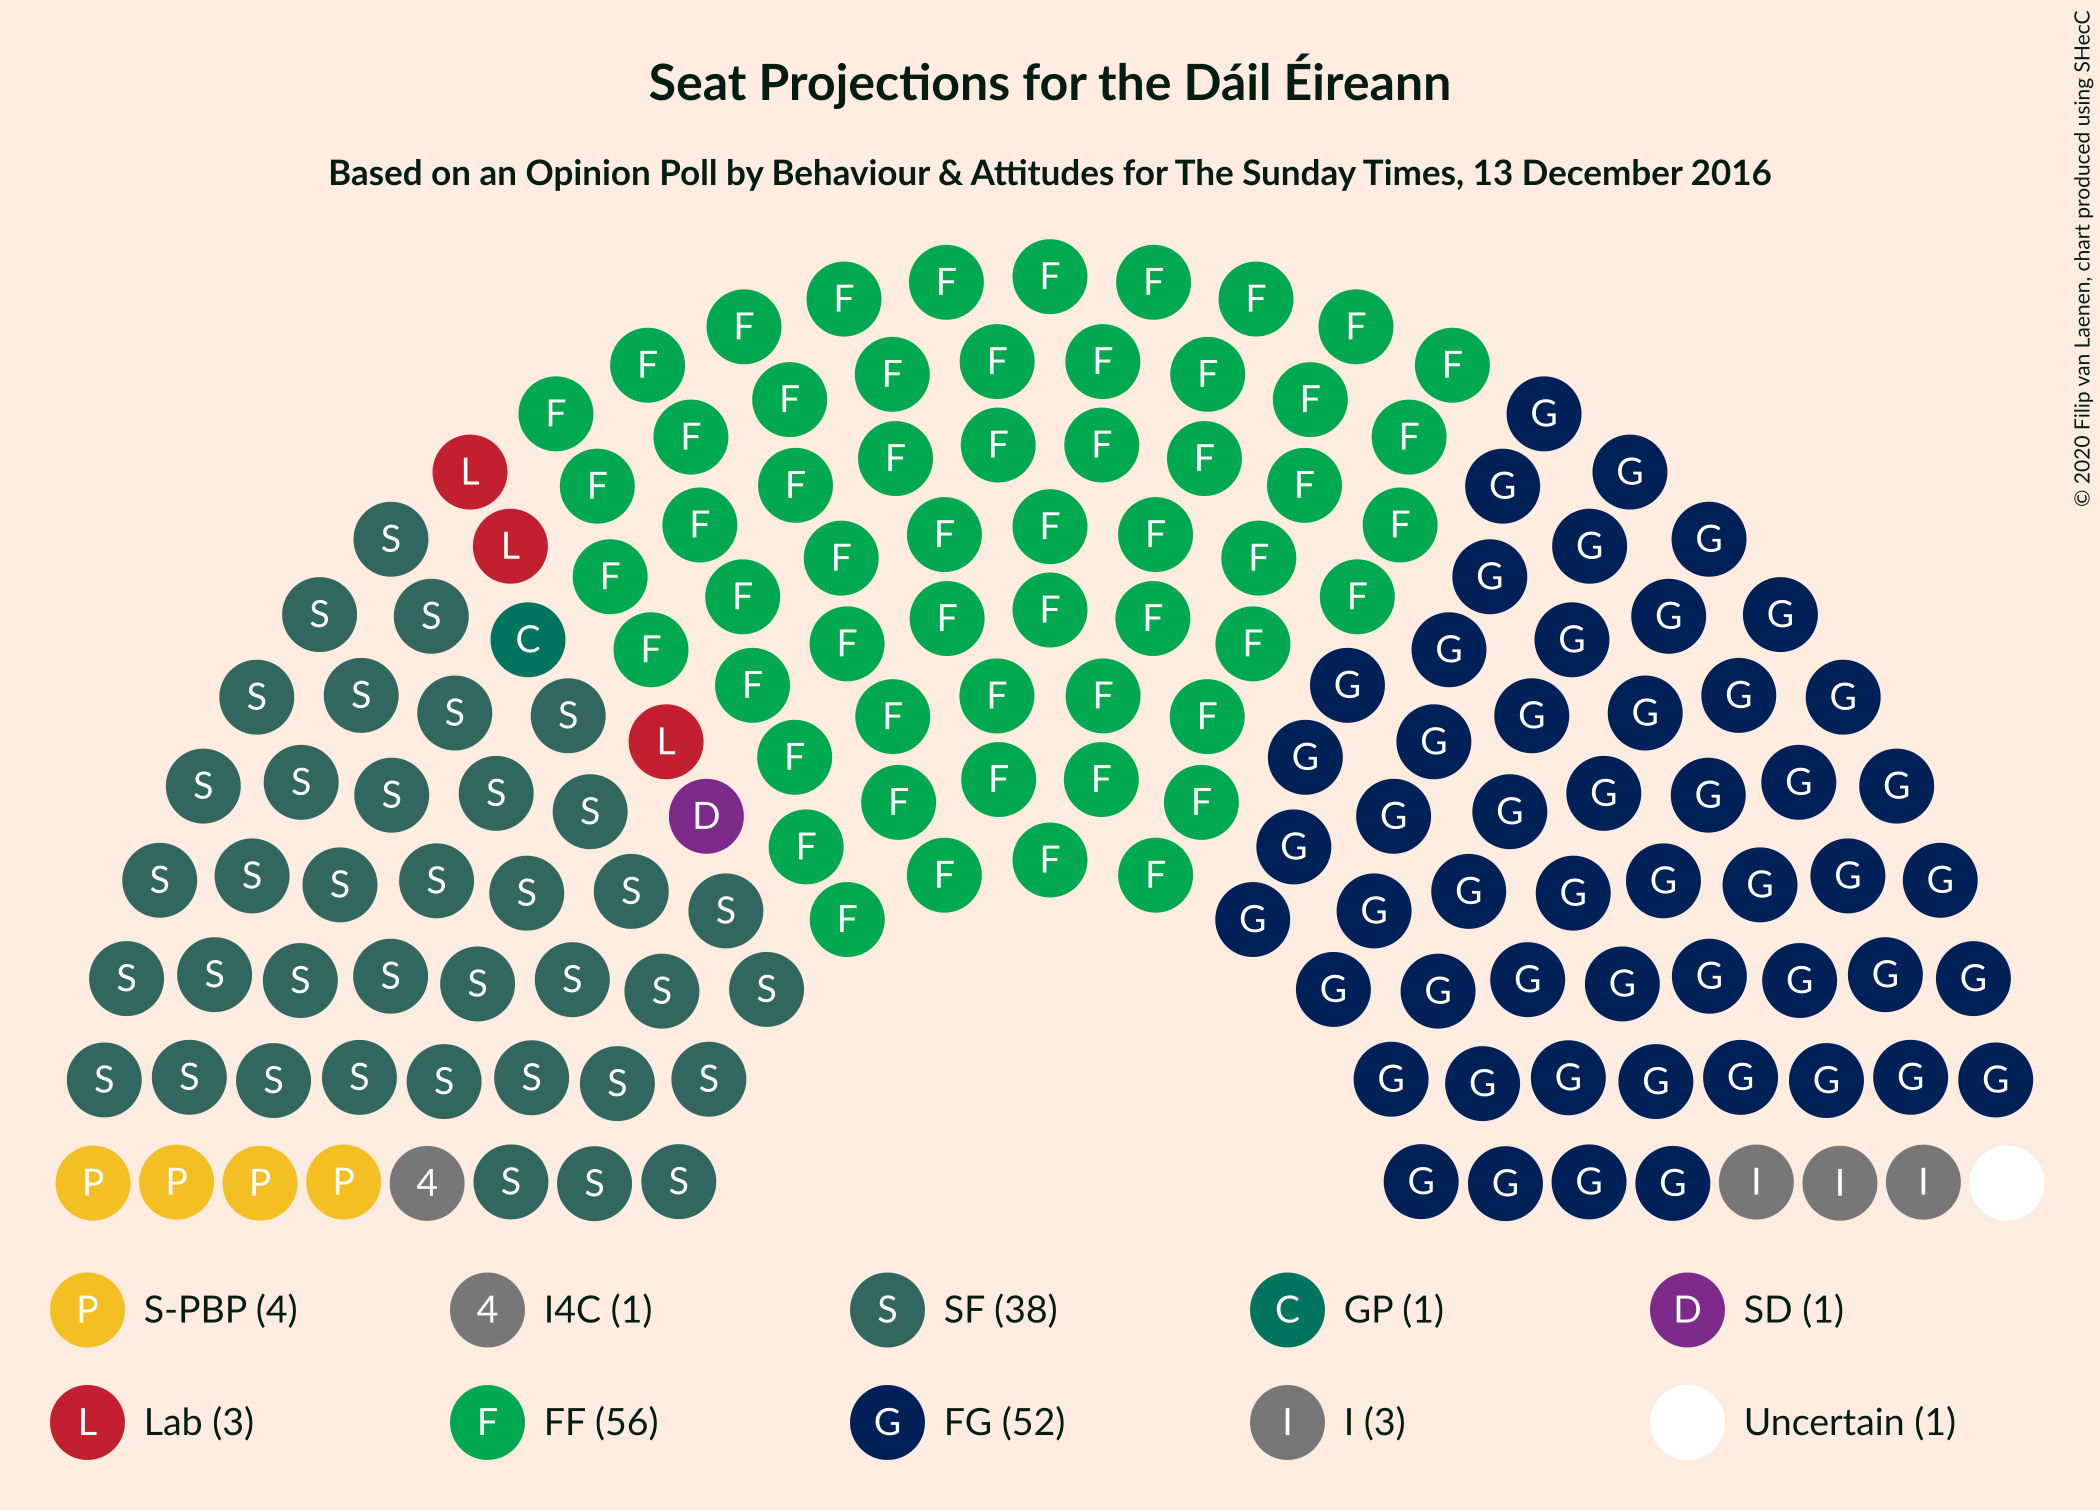 Seat Projections for the Dáil Éireann
Based on an Opinion Poll by Behaviour & Attitudes for The Sunday Times, 13 December 2016
© 2020 Filip van Laenen, chart produced using SHecC
F F F F F
F F F F
F F F F
F F F F F
F F G
F F F F
L F F G G
F F F F F F
S L F F F F G G
F F F F F
S S C F F F G G G G
F F F F F
S S S S F F F G G G G G
L F F F F G G
S S S S S D F F F F F G G G G G G G
S S S S S S S F F F F G G G G G G G G
F G
S S S S S S S S G G G G G G G G
S S S S S S S S G G G G G G G G
P P P P 4 S S S G G G G I I I
P S-PBP (4) 4 I4C (1) S SF (38) C GP (1) D SD (1)
L Lab (3) F FF (56) G FG (52) I I (3) Uncertain (1)